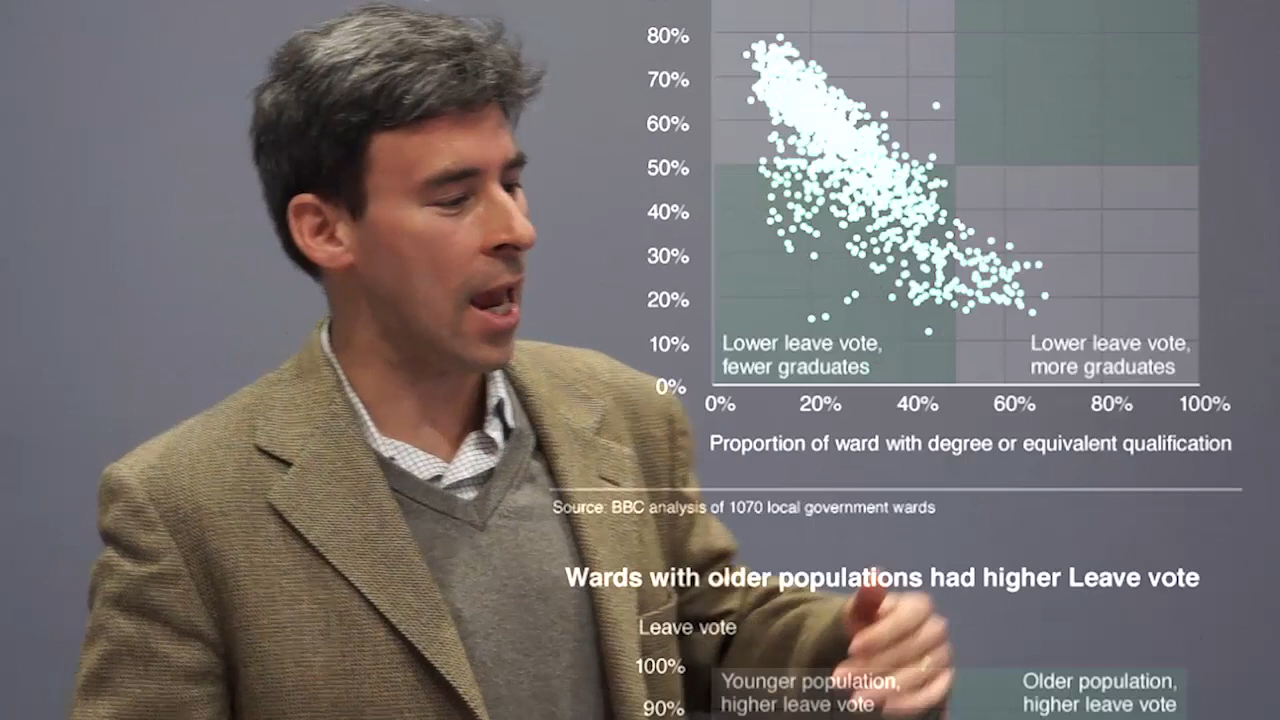 80%
70%
60%
50%
40%
30%
20%
10%
0%
Lower leave vote,
fewer graduates
Lower leave vote,
more graduates
0% 20% 40% 60% 80% 100%
Proportion of ward with degree or equivalent qualification
Source: BBC analysis of 1070 local government wards
Wards with older populations had higher Leave vote
Leave vote
100%
90%
Younger population,
higher leave vote
Older population,
higher leave vote